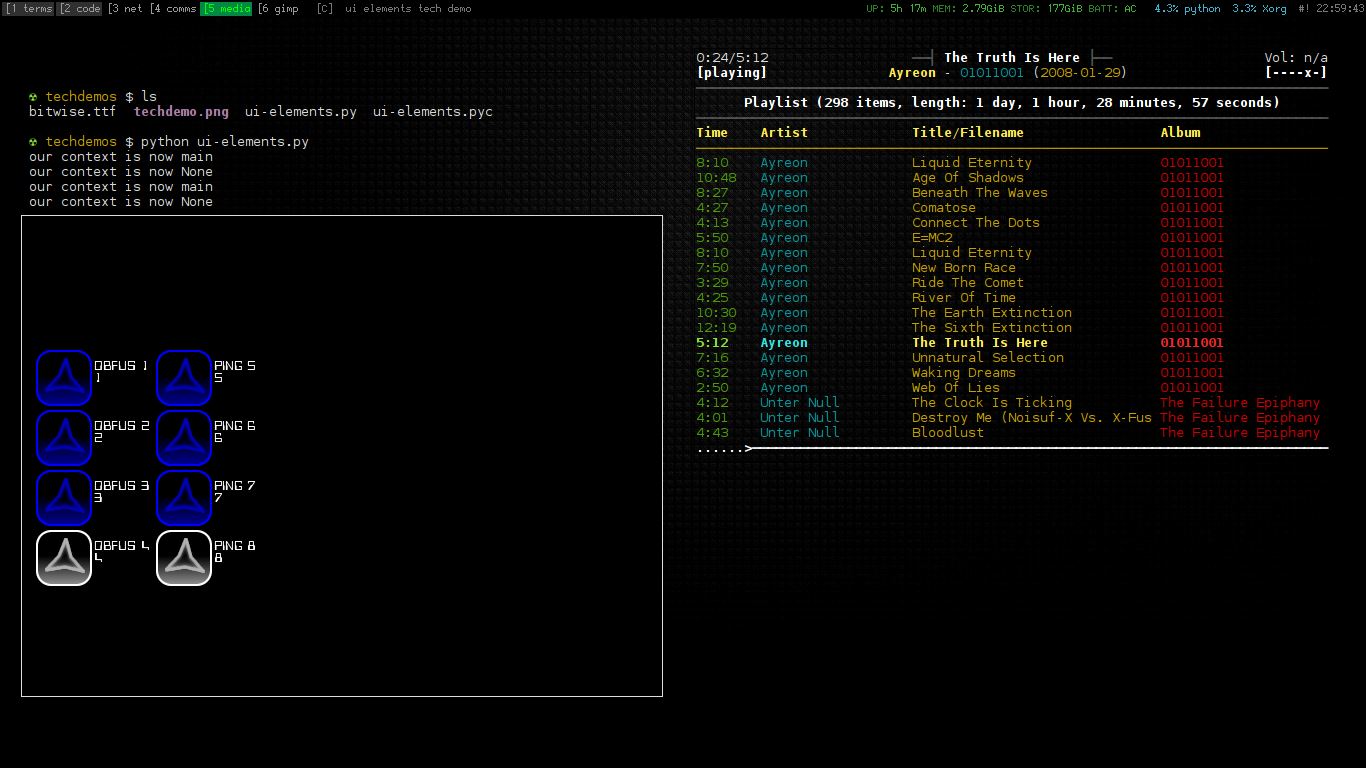 [1 terms [2 code [3 net [4 comms [5 media [6 gimp [C] ui elements tech demo UP: 5h 17m MEM: 2.79GiB STOR: 177GiB BATT: AC 4.3% python 3.3% Xorg #! 22:59:43
techdemos $ ls
bitwise.ttf techdemo.png ui-elements.py ui-elements.pyc
techdemos $ python ui-elements.py
our context is now main
our context is now None
our context is now main
our context is now None
OBFUS 1 PING 5
1 5
OBFUS 2 PING 6
2 6
OBFUS 3 PING 7
3 7
OBFUS 4 PING 8
4 8
0:24/5:12 ──┤ The Truth Is Here ├── Vol: n/a
[playing] Ayreon - 01011001 (2008-01-29) [----x-]
Playlist (298 items, length: 1 day, 1 hour, 28 minutes, 57 seconds)
Time Artist Title/Filename Album
8:10 Ayreon Liquid Eternity 01011001
10:48 Ayreon Age Of Shadows 01011001
8:27 Ayreon Beneath The Waves 01011001
4:27 Ayreon Comatose 01011001
4:13 Ayreon Connect The Dots 01011001
5:50 Ayreon E=MC2 01011001
8:10 Ayreon Liquid Eternity 01011001
7:50 Ayreon New Born Race 01011001
3:29 Ayreon Ride The Comet 01011001
4:25 Ayreon River Of Time 01011001
10:30 Ayreon The Earth Extinction 01011001
12:19 Ayreon The Sixth Extinction 01011001
5:12 Ayreon The Truth Is Here 01011001
7:16 Ayreon Unnatural Selection 01011001
6:32 Ayreon Waking Dreams 01011001
2:50 Ayreon Web Of Lies 01011001
4:12 Unter Null The Clock Is Ticking The Failure Epiphany
4:01 Unter Null Destroy Me (Noisuf-X Vs. X-Fus The Failure Epiphany
4:43 Unter Null Bloodlust The Failure Epiphany
......>